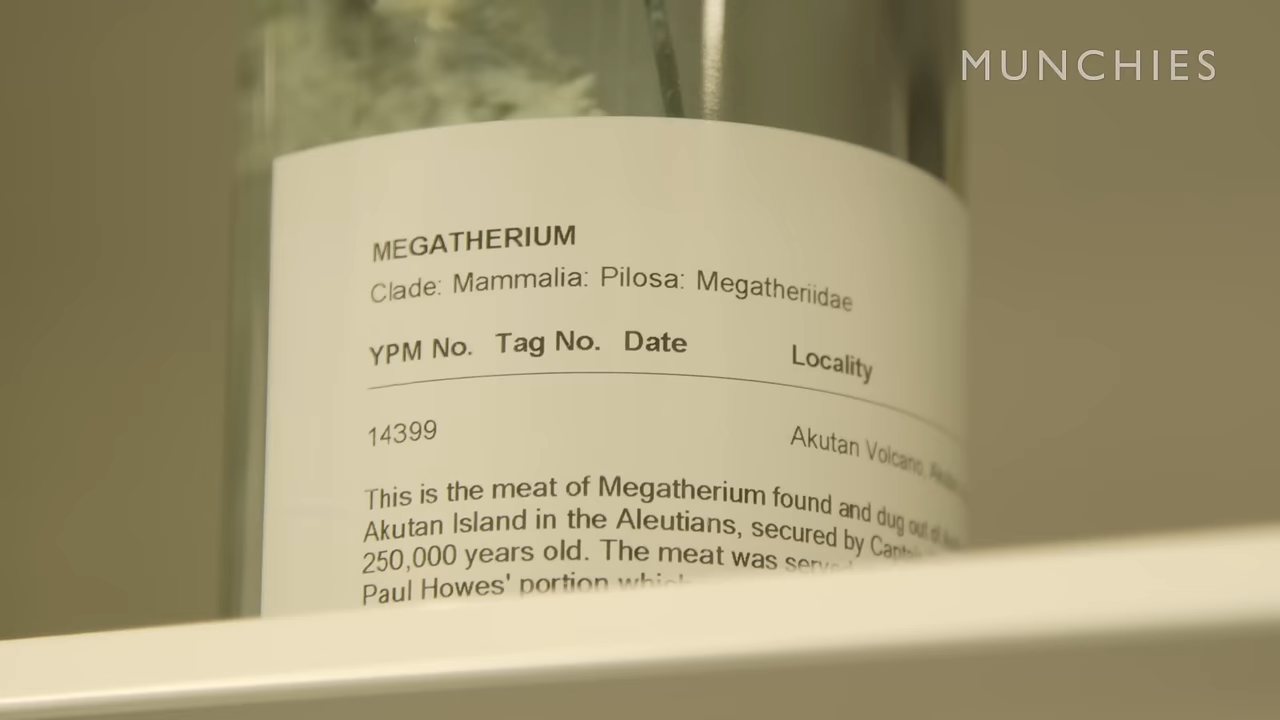 MUNCHIES
MEGATHERIUM
Clade: Mammalia: Pilosa: Megatheriidae
YPM No. Tag No. Date Locality
14399 Akutan Volcano,
This is the meat of Megatherium found and dug out of
Akutan Island in the Aleutians, secured by
250,000 years old. The meat was
Paul Howes' portion which